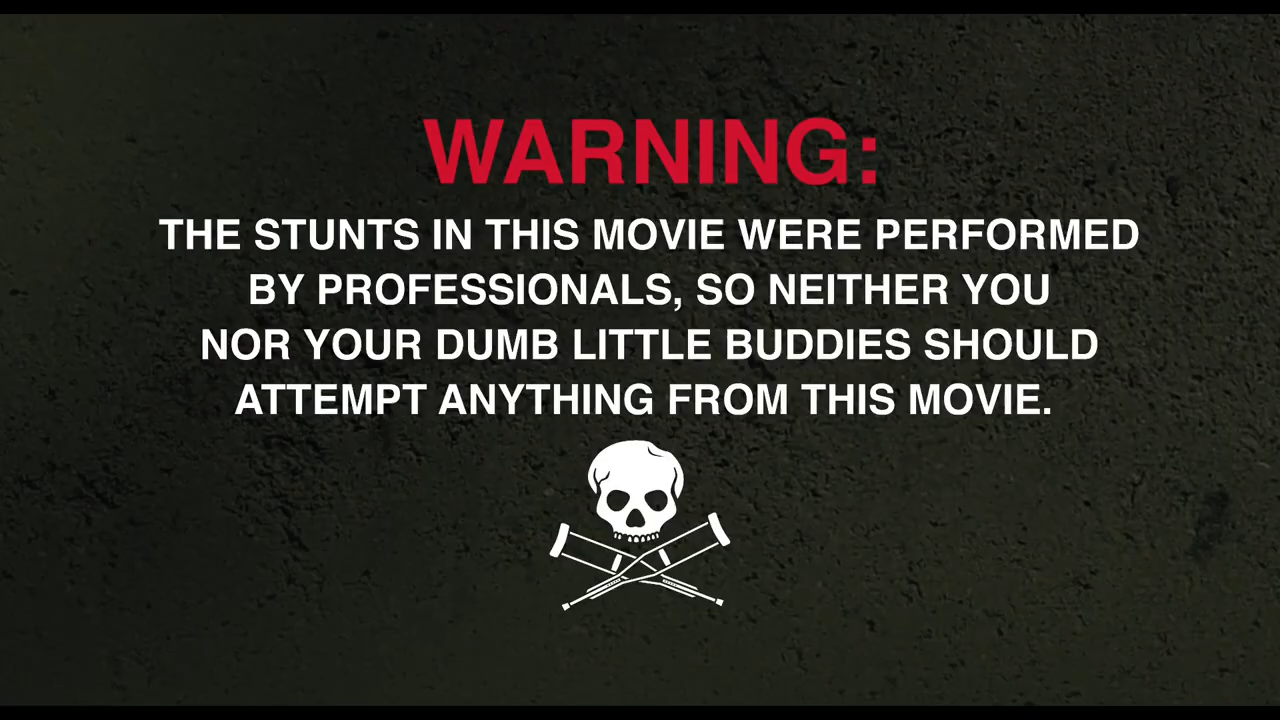 WARNING:
THE STUNTS IN THIS MOVIE WERE PERFORMED
BY PROFESSIONALS, SO NEITHER YOU
NOR YOUR DUMB LITTLE BUDDIES SHOULD
ATTEMPT ANYTHING FROM THIS MOVIE.